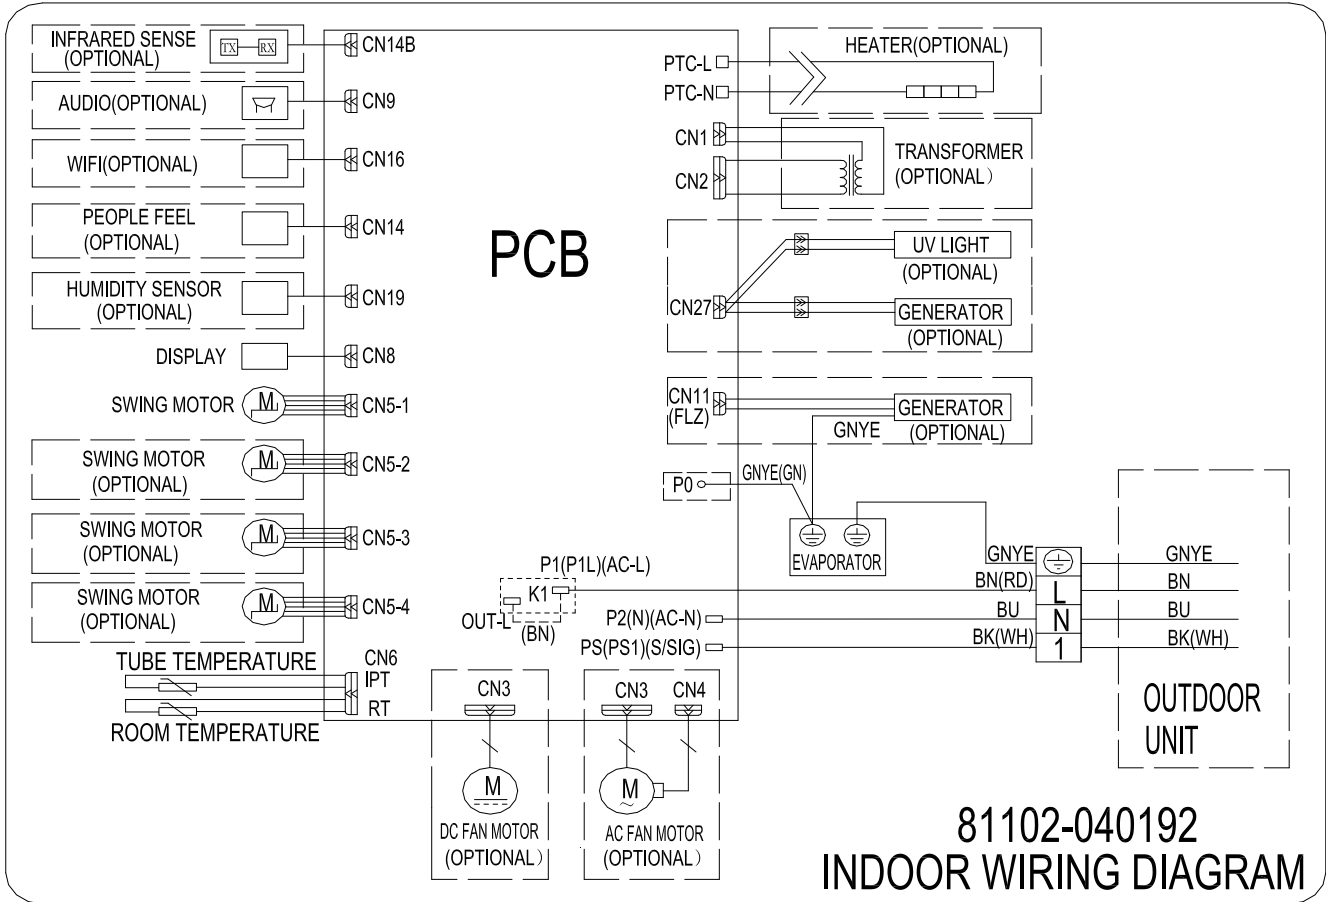 INFRARED SENSE
(OPTIONAL)
TX
RX
CN14B
AUDIO(OPTIONAL)
CN9
WIFI(OPTIONAL)
CN16
PEOPLE FEEL
(OPTIONAL)
CN14
HUMIDITY SENSOR
(OPTIONAL)
CN19
DISPLAY
CN8
SWING MOTOR
M
CN5-1
SWING MOTOR
(OPTIONAL)
M
CN5-2
SWING MOTOR
(OPTIONAL)
M
CN5-3
SWING MOTOR
(OPTIONAL)
M
CN5-4
TUBE TEMPERATURE
CN6
IPT
RT
ROOM TEMPERATURE
PCB
PTC-L
PTC-N
HEATER(OPTIONAL)
CN1
CN2
TRANSFORMER
(OPTIONAL)
CN27
UV LIGHT
(OPTIONAL)
GENERATOR
(OPTIONAL)
CN11
(FLZ)
GENERATOR
(OPTIONAL)
GNYE
P0
GNYE(GN)
EVAPORATOR
P1(P1L)(AC-L)
K1
OUT-L
(BN)
P2(N)(AC-N)
PS(PS1)(S/SIG)
GNYE
BN(RD)
BU
BK(WH)
L
N
1
GNYE
BN
BU
BK(WH)
OUTDOOR
UNIT
CN3
M
DC FAN MOTOR
(OPTIONAL)
CN3
CN4
M
~
AC FAN MOTOR
(OPTIONAL)
81102-040192
INDOOR WIRING DIAGRAM